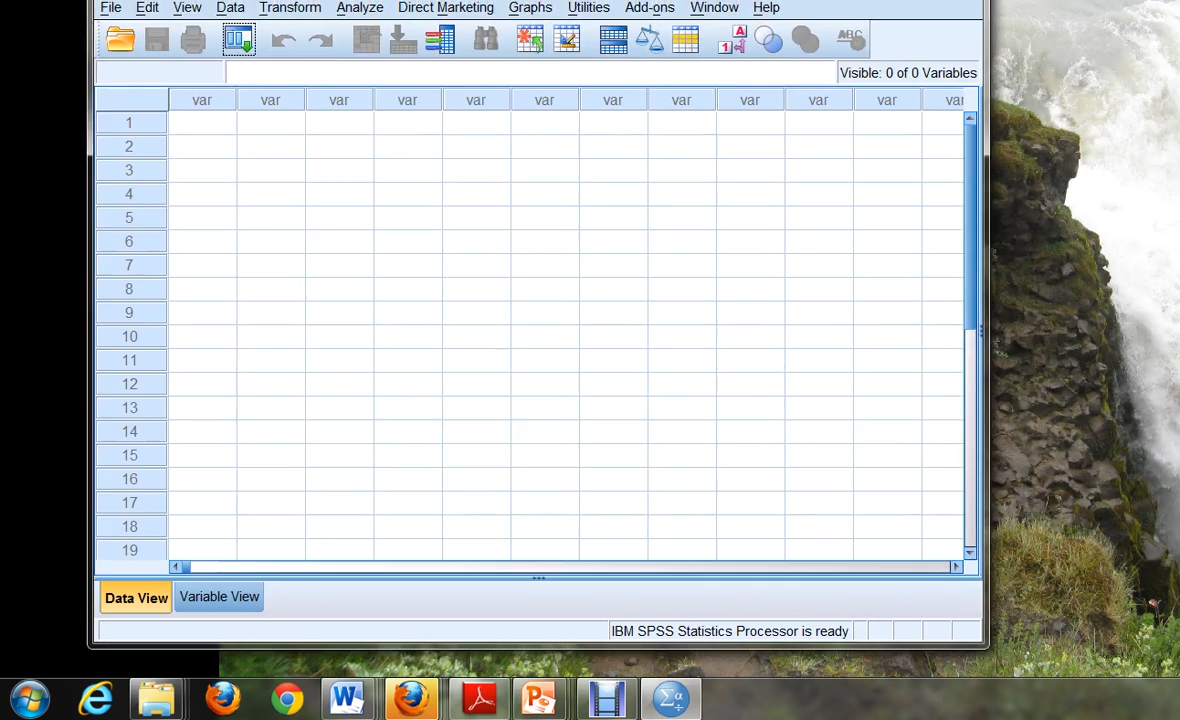 File Edit View Data Transform Analyze Direct Marketing Graphs Utilities Add-ons Window Help
A
1
ABC
Visible: 0 of 0 Variables
var var var var var var var var var var var var
1
2
3
4
5
6
7
8
9
10
11
12
13
14
15
16
17
18
19
Data View Variable View
IBM SPSS Statistics Processor is ready